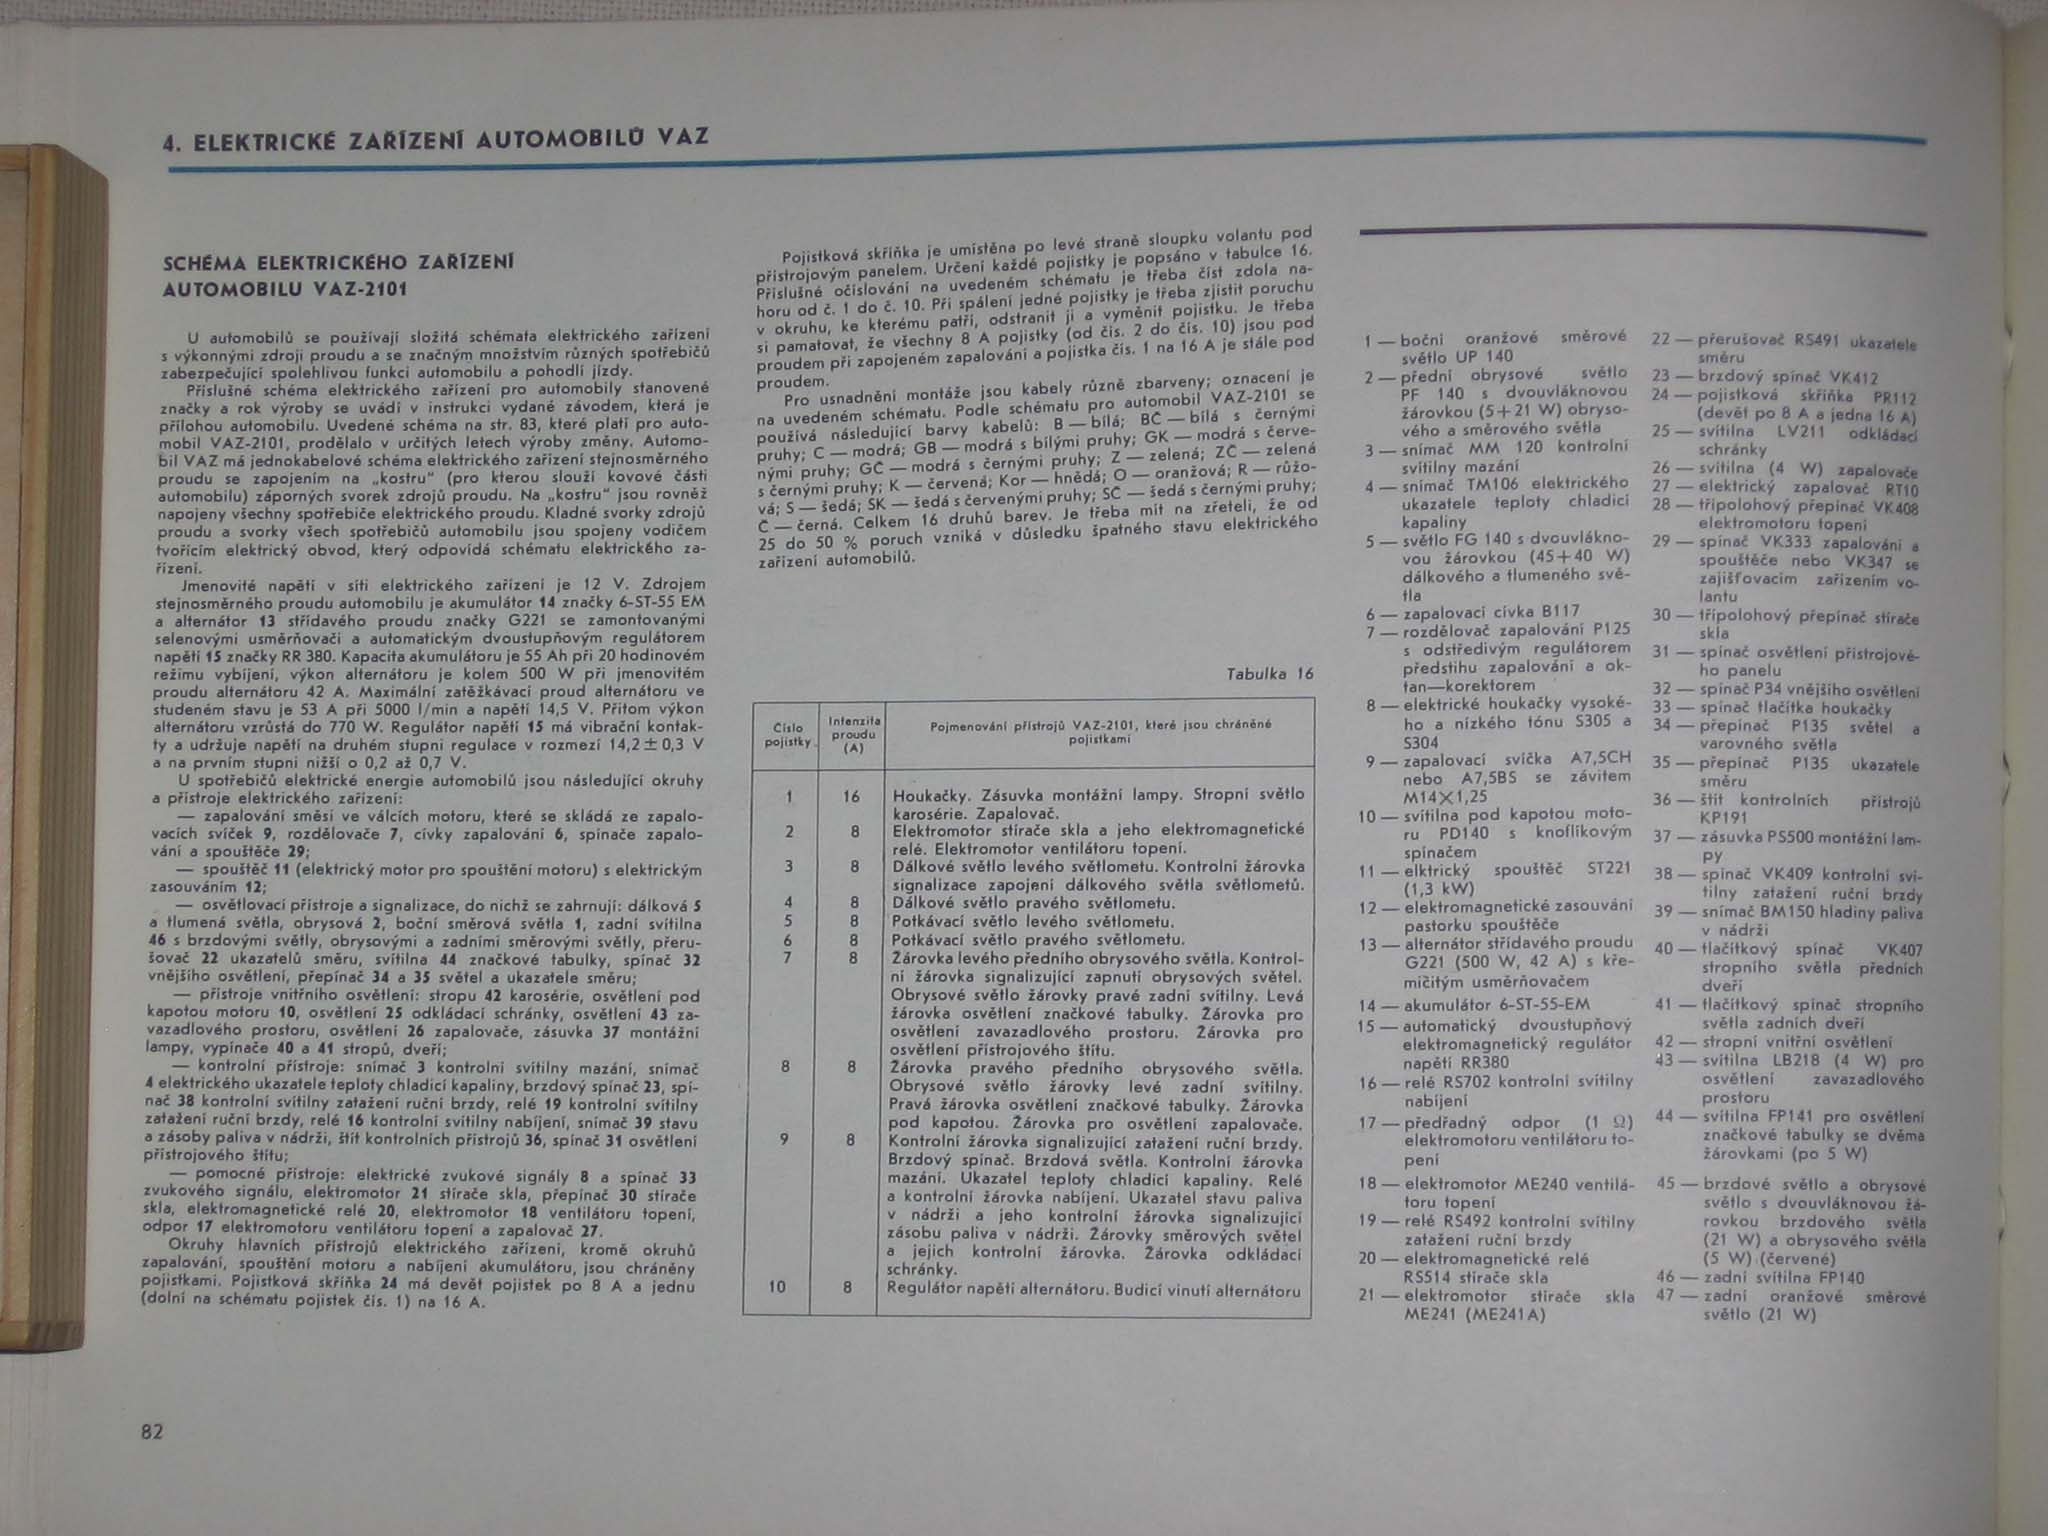 4. ELEKTRICKÉ ZAŘÍZENÍ AUTOMOBILŮ VAZ
SCHÉMA ELEKTRICKÉHO ZAŘÍZENÍ
AUTOMOBILU VAZ-2101
U automobilů se používají složitá schémata elektrického zařízení
s výkonnými zdroji proudu a se značným množstvím různých spotřebičů
zabezpečující spolehlivou funkci automobilu a pohodlí jízdy.
Příslušné schéma elektrického zařízení pro automobily stanovené
značky a rok výroby se uvádí v instrukci vydané závodem, která je
přílohou automobilu. Uvedené schéma na str. 83, které platí pro auto-
mobil VAZ-2101, prodělalo v určitých letech výroby změny. Automo-
bil VAZ má jednokabelové schéma elektrického zařízení stejnosměrného
proudu se zapojením na „kostru" (pro kterou slouží kovové části
automobilu) záporných svorek zdrojů proudu. Na „kostru" jsou rovněž
napojeny všechny spotřebiče elektrického proudu. Kladné svorky zdrojů
proudu a svorky všech spotřebičů automobilu jsou spojeny vodičem
tvořícím elektrický obvod, který odpovídá schématu elektrického za-
řízení.
Jmenovité napětí v síti elektrického zařízení je 12 V. Zdrojem
stejnosměrného proudu automobilu je akumulátor 14 značky 6-ST-55 EM
a alternátor 13 střídavého proudu značky G221 se zamontovanými
selenovými usměrňovači a automatickým dvoustupňovým regulátorem
napětí 15 značky RR 380. Kapacita akumulátoru je 55 Ah při 20 hodinovém
režimu vybíjení, výkon alternátoru je kolem 500 W při jmenovitém
proudu alternátoru 42 A. Maximální zatěžkávací proud alternátoru ve
studeném stavu je 53 A při 5000 l/min a napětí 14,5 V. Přitom výkon
alternátoru vzrůstá do 770 W. Regulátor napětí 15 má vibrační kontak-
ty a udržuje napětí na druhém stupni regulace v rozmezí 14,2 ± 0,3 V
a na prvním stupni nižší o 0,2 až 0,7 V.
U spotřebičů elektrické energie automobilů jsou následující okruhy
a přístroje elektrického zařízení:
— zapalování směsi ve válcích motoru, které se skládá ze zapalo-
vacích svíček 9, rozdělovače 7, cívky zapalování 6, spínače zapalo-
vání a spouštěče 29;
— spouštěč 11 (elektrický motor pro spouštění motoru) s elektrickým
zasouváním 12;
— osvětlovací přístroje a signalizace, do nichž se zahrnují: dálková 5
a tlumená světla, obrysová 2, boční směrová světla 1, zadní svítilna
46 s brzdovými světly, obrysovými a zadními směrovými světly, přeru-
šovač 22 ukazatelů směru, svítilna 44 značkové tabulky, spínač 32
vnějšího osvětlení, přepínač 34 a 35 světel a ukazatele směru;
— přístroje vnitřního osvětlení: stropu 42 karosérie, osvětlení pod
kapotou motoru 10, osvětlení 25 odkládací schránky, osvětlení 43 za-
vazadlového prostoru, osvětlení 26 zapalovače, zásuvka 37 montážní
lampy, vypínače 40 a 41 stropů, dveří;
— kontrolní přístroje: snímač 3 kontrolní svítilny mazání, snímač
4 elektrického ukazatele teploty chladicí kapaliny, brzdový spínač 23, spí-
nač 38 kontrolní svítilny zatažení ruční brzdy, relé 19 kontrolní svítilny
zatažení ruční brzdy, relé 16 kontrolní svítilny nabíjení, snímač 39 stavu
a zásoby paliva v nádrži, štít kontrolních přístrojů 36, spínač 31 osvětlení
přístrojového štítu;
— pomocné přístroje: elektrické zvukové signály 8 a spínač 33
zvukového signálu, elektromotor 21 stírače skla, přepínač 30 stírače
skla, elektromagnetické relé 20, elektromotor 18 ventilátoru topení,
odpor 17 elektromotoru ventilátoru topení a zapalovač 27.
Okruhy hlavních přístrojů elektrického zařízení, kromě okruhů
zapalování, spouštění motoru a nabíjení akumulátoru, jsou chráněny
pojistkami. Pojistková skříňka 24 má devět pojistek po 8 A a jednu
(dolní na schématu pojistek čís. 1) na 16 A.
82
Pojistková skříňka je umístěna po levé straně sloupku volantu pod
přístrojovým panelem. Určení každé pojistky je popsáno v tabulce 16.
Příslušné očíslování na uvedeném schématu je třeba číst zdola na-
horu od č. 1 do č. 10. Při spálení jedné pojistky je třeba zjistit poruchu
v okruhu, ke kterému patří, odstranit ji a vyměnit pojistku. Je třeba
si pamatovat, že všechny 8 A pojistky (od čís. 2 do čís. 10) jsou pod
proudem při zapojeném zapalování a pojistka čís. 1 na 16 A je stále pod
proudem.
Pro usnadnění montáže jsou kabely různě zbarveny; oznacení je
na uvedeném schématu. Podle schématu pro automobil VAZ-2101 se
používá následující barvy kabelů: B — bílá; BČ — bílá s černými
pruhy; C — modrá; GB — modrá s bílými pruhy; GK — modrá s červe-
nými pruhy; GČ — modrá s černými pruhy; Z — zelená; ZČ — zelená
s černými pruhy; K — červená; Kor — hnědá; O — oranžová; R — růžo-
vá; S — šedá; SK — šedá s červenými pruhy; SČ — šedá s černými pruhy;
Č — černá. Celkem 16 druhů barev. Je třeba mít na zřeteli, že od
25 do 50 % poruch vzniká v důsledku špatného stavu elektrického
zařízení automobilů.
Tabulka 16
Číslo pojistky
Intenzita proudu (A)
Pojmenování přístrojů VAZ-2101, které jsou chráněné
pojistkami
1 16 Houkačky. Zásuvka montážní lampy. Stropní světlo
karosérie. Zapalovač.
2 8 Elektromotor stírače skla a jeho elektromagnetické
relé. Elektromotor ventilátoru topení.
3 8 Dálkové světlo levého světlometu. Kontrolní žárovka
signalizace zapojení dálkového světla světlometů.
4 8 Dálkové světlo pravého světlometu.
5 8 Potkávací světlo levého světlometu.
6 8 Potkávací světlo pravého světlometu.
7 8 Žárovka levého předního obrysového světla. Kontrol-
ní žárovka signalizující zapnutí obrysových světel.
Obrysové světlo žárovky pravé zadní svítilny. Levá
žárovka osvětlení značkové tabulky. Žárovka pro
osvětlení zavazadlového prostoru. Žárovka pro
osvětlení přístrojového štítu.
8 8 Žárovka pravého předního obrysového světla.
Obrysové světlo žárovky levé zadní svítilny.
Pravá žárovka osvětlení značkové tabulky. Žárovka
pod kapotou. Žárovka pro osvětlení zapalovače.
9 8 Kontrolní žárovka signalizující zatažení ruční brzdy.
Brzdový spínač. Brzdová světla. Kontrolní žárovka
mazání. Ukazatel teploty chladicí kapaliny. Relé
a kontrolní žárovka nabíjení. Ukazatel stavu paliva
v nádrži a jeho kontrolní žárovka signalizující
zásobu paliva v nádrži. Žárovky směrových světel
a jejich kontrolní žárovka. Žárovka odkládací
schránky.
10 8 Regulátor napětí alternátoru. Budicí vinutí alternátoru
1 — boční oranžové směrové
světlo UP 140
2 — přední obrysové světlo
PF 140 s dvouvláknovou
žárovkou (5+21 W) obryso-
vého a směrového světla
3 — snímač MM 120 kontrolní
svítilny mazání
4 — snímač TM106 elektrického
ukazatele teploty chladicí
kapaliny
5 — světlo FG 140 s dvouvlákno-
vou žárovkou (45+40 W)
dálkového a tlumeného svě-
tla
6 — zapalovací cívka B117
7 — rozdělovač zapalování P125
s odstředivým regulátorem
předstihu zapalování a ok-
tan—korektorem
8 — elektrické houkačky vysoké-
ho a nízkého tónu S305 a
S304
9 — zapalovací svíčka A7,5CH
nebo A7,5BS se závitem
M14×1,25
10 — svítilna pod kapotou moto-
ru PD140 s knoflíkovým
spínačem
11 — elktrický spouštěč ST221
(1,3 kW)
12 — elektromagnetické zasouvání
pastorku spouštěče
13 — alternátor střídavého proudu
G221 (500 W, 42 A) s kře-
mičitým usměrňovačem
14 — akumulátor 6-ST-55-EM
15 — automatický dvoustupňový
elektromagnetický regulátor
napětí RR380
16 — relé RS702 kontrolní svítilny
nabíjení
17 — předřadný odpor (1 Ω)
elektromotoru ventilátoru to-
pení
18 — elektromotor ME240 ventilá-
toru topení
19 — relé RS492 kontrolní svítilny
zatažení ruční brzdy
20 — elektromagnetické relé
RS514 stírače skla
21 — elektromotor stírače skla
ME241 (ME241A)
22 — přerušovač RS491 ukazatele
směru
23 — brzdový spínač VK412
24 — pojistková skříňka PR112
(devět po 8 A a jedna 16 A)
25 — svítilna LV211 odkládací
schránky
26 — svítilna (4 W) zapalovače
27 — elektrický zapalovač RT10
28 — třípolohový přepínač VK408
elektromotoru topení
29 — spínač VK333 zapalování a
spouštěče nebo VK347 se
zajišťovacím zařízením vo-
lantu
30 — třípolohový přepínač stírače
skla
31 — spínač osvětlení přístrojové-
ho panelu
32 — spínač P34 vnějšího osvětlení
33 — spínač tlačítka houkačky
34 — přepínač P135 světel a
varovného světla
35 — přepínač P135 ukazatele
směru
36 — štít kontrolních přístrojů
KP191
37 — zásuvka PS500 montážní lam-
py
38 — spínač VK409 kontrolní sví-
tilny zatažení ruční brzdy
39 — snímač BM150 hladiny paliva
v nádrži
40 — tlačítkový spínač VK407
stropního světla předních
dveří
41 — tlačítkový spínač stropního
světla zadních dveří
42 — stropní vnitřní osvětlení
43 — svítilna LB218 (4 W) pro
osvětlení zavazadlového
prostoru
44 — svítilna FP141 pro osvětlení
značkové tabulky se dvěma
žárovkami (po 5 W)
45 — brzdové světlo a obrysové
světlo s dvouvláknovou žá-
rovkou brzdového světla
(21 W) a obrysového světla
(5 W) (červené)
46 — zadní svítilna FP140
47 — zadní oranžové směrové
světlo (21 W)